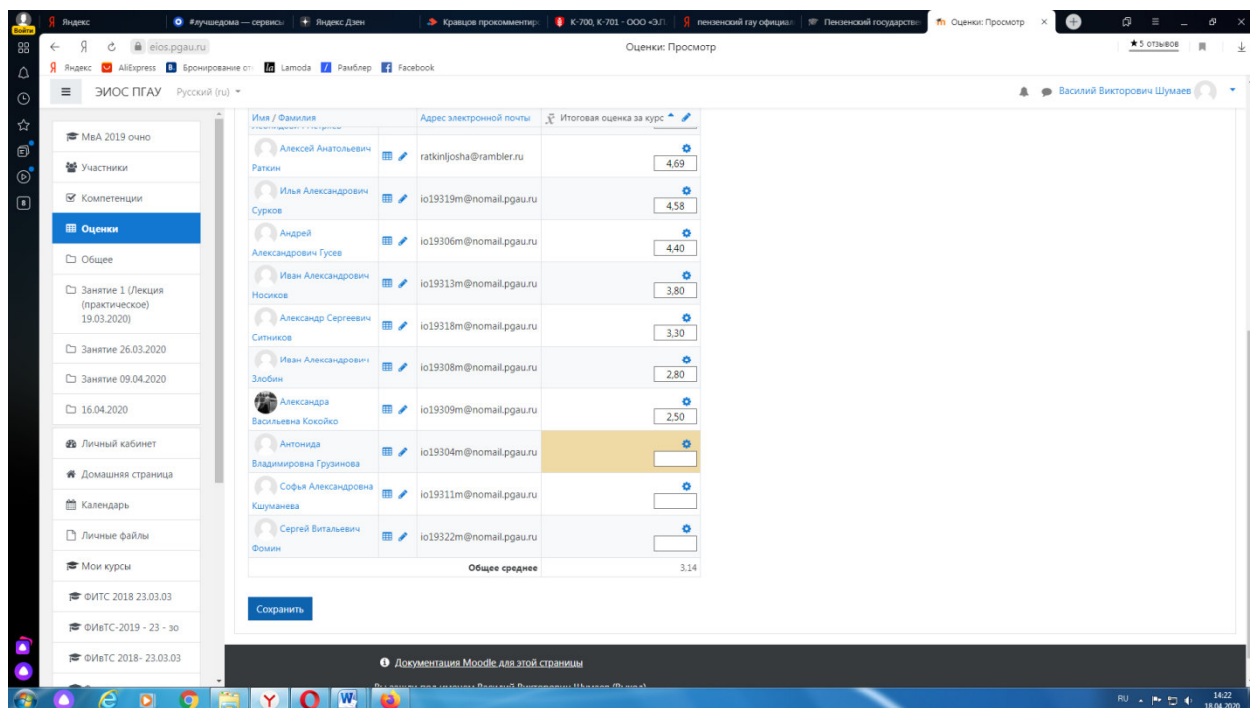 Войти
Яндекс
#лучшедома — сервисы
Яндекс.Дзен
Кравцов прокомментиро
К-700, К-701 - ООО «ЭЛ
пензенский гау официал
Пензенский государстве
Оценки: Просмотр
eios.pgau.ru
Оценки: Просмотр
★5 отзывов
Яндекс
AliExpress
Бронирование от
Lamoda
Рамблер
Facebook
ЭИОС ПГАУ
Русский (ru)
Василий Викторович Шумаев
МвА 2019 очно
Участники
Компетенции
Оценки
Общее
Занятие 1 (Лекция
(практическое)
19.03.2020)
Занятие 26.03.2020
Занятие 09.04.2020
16.04.2020
Личный кабинет
Домашняя страница
Календарь
Личные файлы
Мои курсы
ФИТС 2018 23.03.03
ФИвТС-2019 - 23 - зо
ФИвТС 2018- 23.03.03
Имя / Фамилия
Адрес электронной почты
Итоговая оценка за курс
Алексей Анатольевич
Раткин
ratkinljosha@rambler.ru
4,69
Илья Александрович
Сурков
io19319m@nomail.pgau.ru
4,58
Андрей
Александрович Гусев
io19306m@nomail.pgau.ru
4,40
Иван Александрович
Носиков
io19313m@nomail.pgau.ru
3,80
Александр Сергеевич
Ситников
io19318m@nomail.pgau.ru
3,30
Иван Александрович
Злобин
io19308m@nomail.pgau.ru
2,80
Александра
Васильевна Кокойко
io19309m@nomail.pgau.ru
2,50
Антонида
Владимировна Грузинова
io19304m@nomail.pgau.ru
Софья Александровна
Кшуманева
io19311m@nomail.pgau.ru
Сергей Витальевич
Фомин
io19322m@nomail.pgau.ru
Общее среднее
3,14
Сохранить
Документация Moodle для этой страницы
Вы зашли под именем Василий Викторович Шумаев (Выход)
RU
14:22
18.04.2020